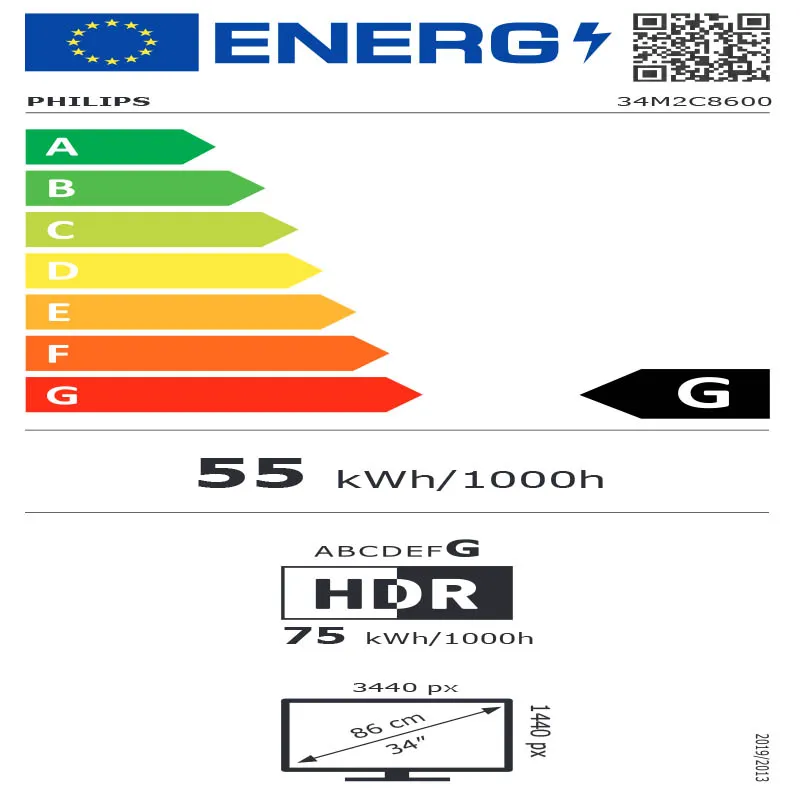 ENERG
PHILIPS 34M2C8600
A
B
C
D
E
F
G
G
55 kWh/1000h
ABCDEFG
HDR
75 kWh/1000h
3440 px
86 cm
34"
1440 px
2019/2013